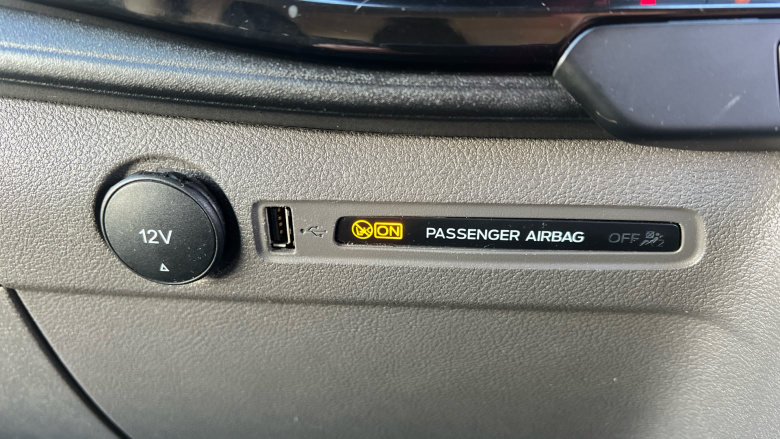 12V
ON PASSENGER AIRBAG OFF